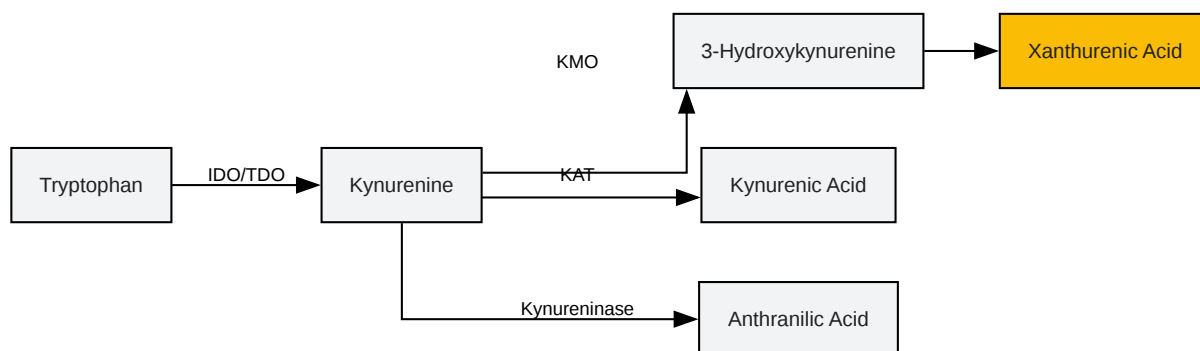 3-Hydroxykynurenine
Xanthurenic Acid
KMO
Tryptophan
IDO/TDO
Kynurenine
KAT
Kynurenic Acid
Kynureninase
Anthranilic Acid